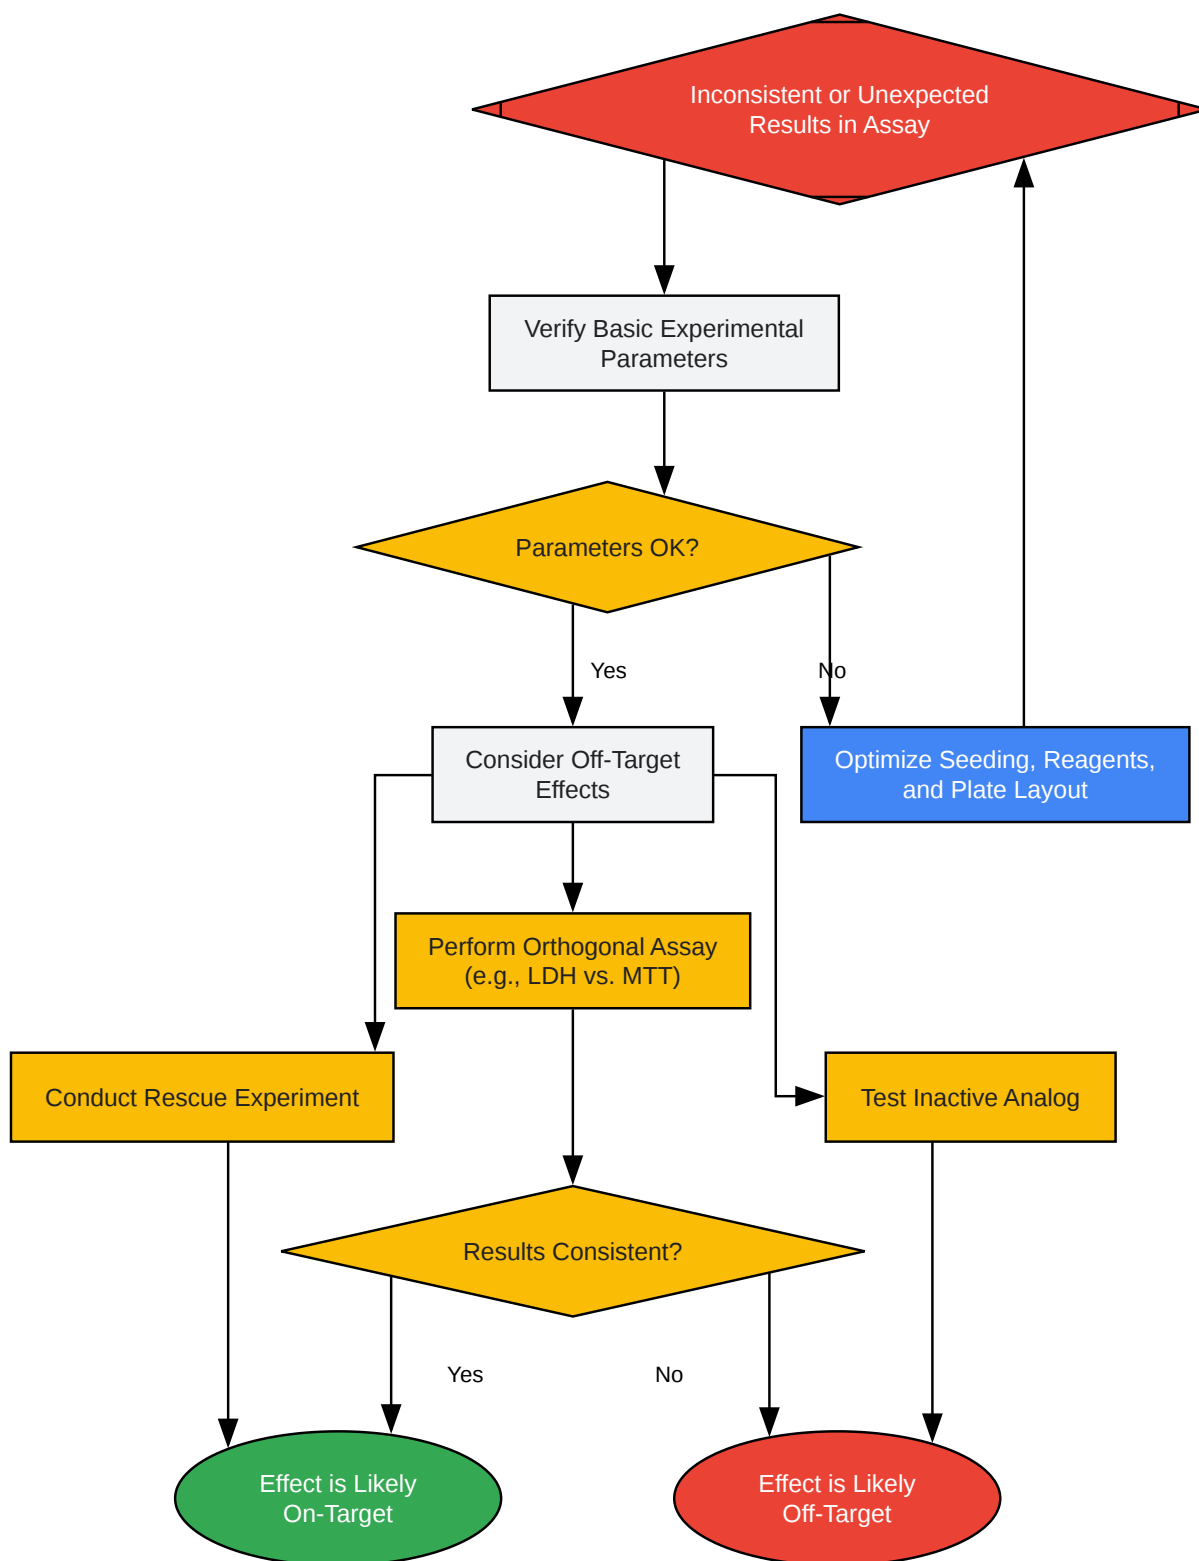 Inconsistent or Unexpected
Results in Assay
Verify Basic Experimental
Parameters
Parameters OK?
Yes
No
Consider Off-Target
Effects
Optimize Seeding, Reagents,
and Plate Layout
Perform Orthogonal Assay
(e.g., LDH vs. MTT)
Conduct Rescue Experiment
Test Inactive Analog
Results Consistent?
Yes
No
Effect is Likely
On-Target
Effect is Likely
Off-Target